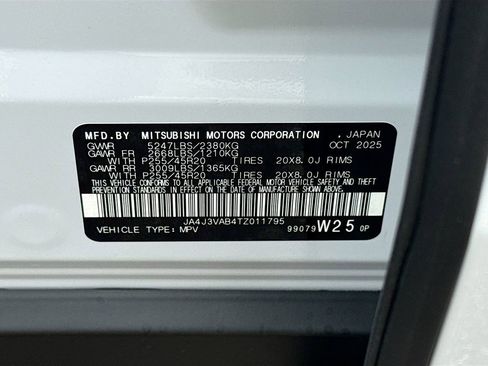 MFD.BY MITSUBISHI MOTORS CORPORATION , JAPAN
GVWR 5247LBS/2380KG OCT 2025
GAWR FR 2668LBS/1210KG
WITH P255/45R20 TIRES 20X8.0J RIMS
GAWR RR 3009LBS/1365KG
WITH P255/45R20 TIRES 20X8.0J RIMS
THIS VEHICLE CONFORMS TO ALL APPLICABLE FEDERAL MOTOR VEHICLE SAFETY AND THEFT
PREVENTION STANDARDS IN EFFECT ON THE DATE OF MANUFACTURE SHOWN ABOVE.
JA4J3VAB4TZ011795
VEHICLE TYPE: MPV 99079 W25 0P